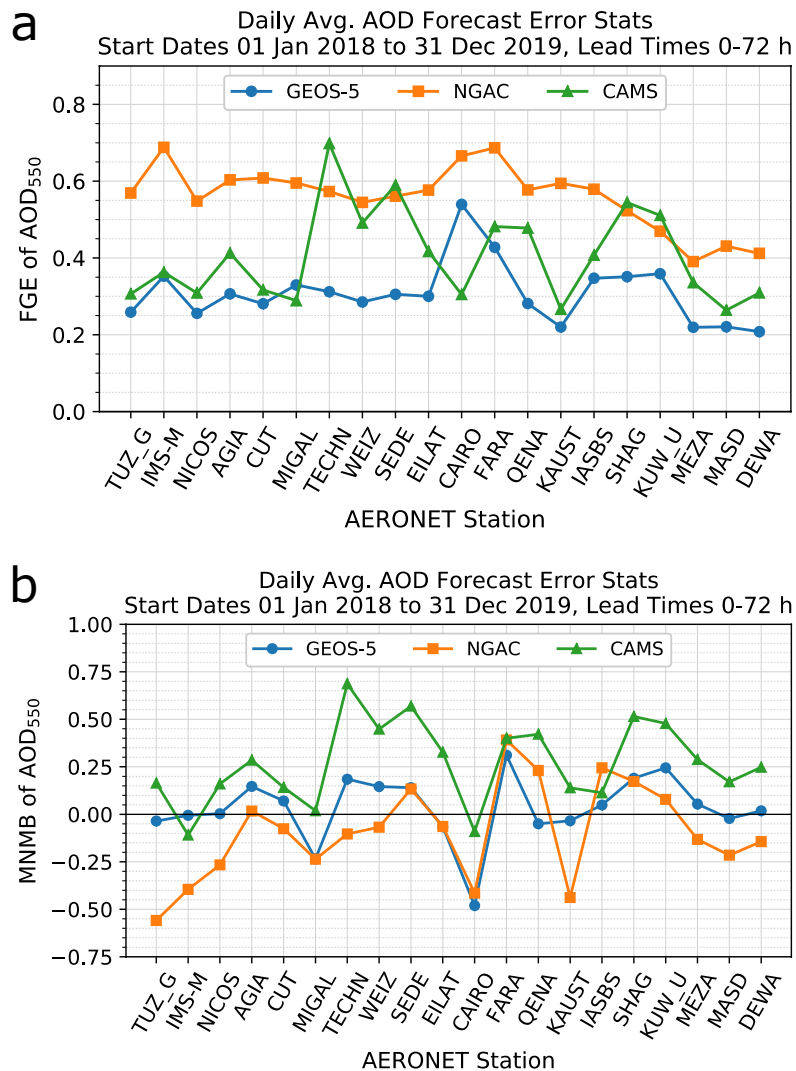 a
Daily Avg. AOD Forecast Error Stats
Start Dates 01 Jan 2018 to 31 Dec 2019, Lead Times 0-72 h
GEOS-5 NGAC CAMS
FGE of AOD550
0.8
0.6
0.4
0.2
0.0
TUZ_G IMS-M NICOS AGIA CUT MIGAL TECHN WEIZ SEDE EILAT CAIRO FARA QENA KAUST IASBS SHAG KUW_U MEZA MASD DEWA
AERONET Station
b
Daily Avg. AOD Forecast Error Stats
Start Dates 01 Jan 2018 to 31 Dec 2019, Lead Times 0-72 h
GEOS-5 NGAC CAMS
MNMB of AOD550
1.00
0.75
0.50
0.25
0.00
−0.25
−0.50
−0.75
TUZ_G IMS-M NICOS AGIA CUT MIGAL TECHN WEIZ SEDE EILAT CAIRO FARA QENA KAUST IASBS SHAG KUW_U MEZA MASD DEWA
AERONET Station